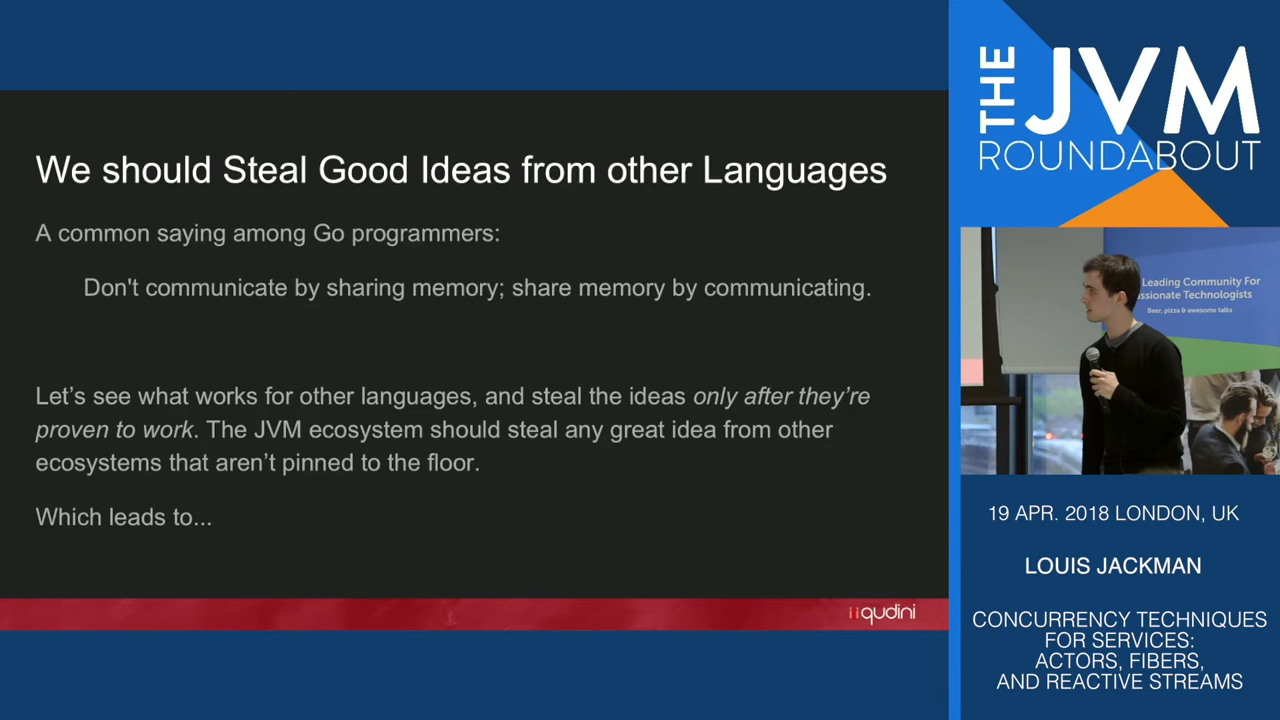 We should Steal Good Ideas from other Languages
A common saying among Go programmers:
Don't communicate by sharing memory; share memory by communicating.
Let's see what works for other languages, and steal the ideas only after they're
proven to work. The JVM ecosystem should steal any great idea from other
ecosystems that aren't pinned to the floor.
Which leads to...
qudini
THE JVM
ROUNDABOUT
Leading Community For
ssionate Technologists
Beer, pizza & awesome talks
19 APR. 2018 LONDON, UK
LOUIS JACKMAN
CONCURRENCY TECHNIQUES
FOR SERVICES:
ACTORS, FIBERS,
AND REACTIVE STREAMS